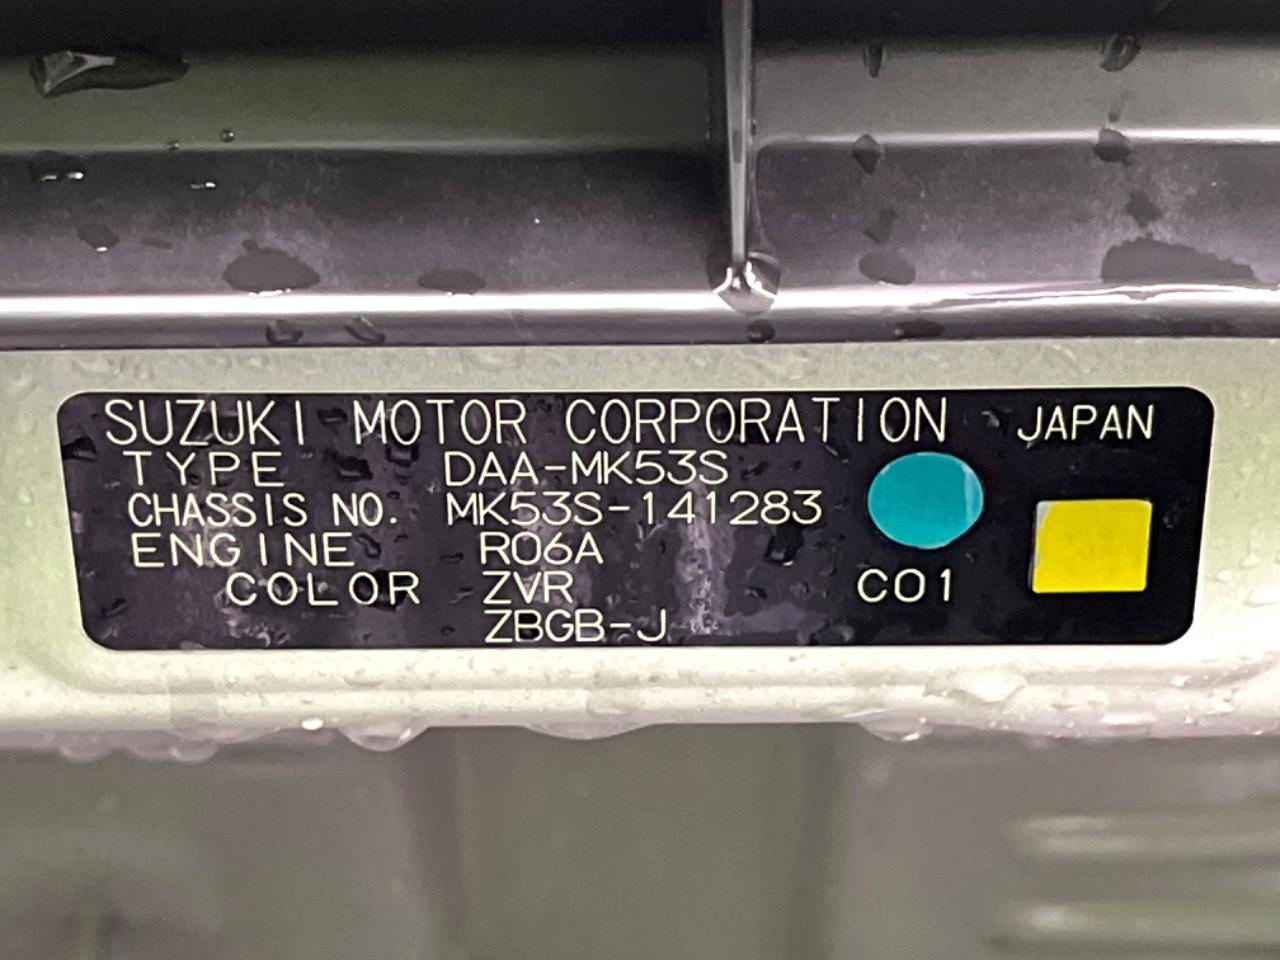 SUZUKI MOTOR CORPORATION JAPAN
TYPE DAA-MK53S
CHASSIS NO. MK53S-141283
ENGINE R06A
COLOR ZVR C01
ZBGB-J